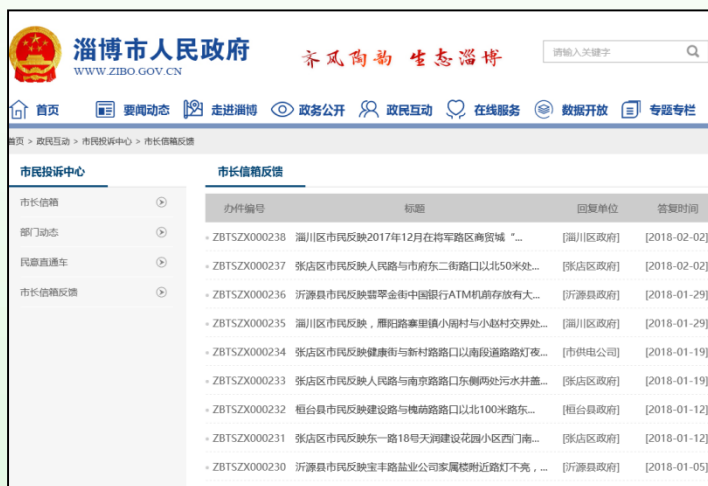 淄博市人民政府
WWW.ZIBO.GOV.CN
齐风陶韵 生态淄博
请输入关键字
首页 要闻动态 走进淄博 政务公开 政民互动 在线服务 数据开放 专题专栏
首页 > 政民互动 > 市民投诉中心 > 市长信箱反馈
市民投诉中心
市长信箱
部门动态
民意直通车
市长信箱反馈
市长信箱反馈
办件编号 标题 回复单位 答复时间
ZBTSZX000238 淄川区市民反映2017年12月在将军路区商贸城“... [淄川区政府] [2018-02-02]
ZBTSZX000237 张店区市民反映人民路与市府东二街路口以北50米处... [张店区政府] [2018-02-02]
ZBTSZX000236 沂源县市民反映翡翠金街中国银行ATM机前存放有大... [沂源县政府] [2018-01-29]
ZBTSZX000235 淄川区市民反映，雁阳路寨里镇小周村与小赵村交界处... [淄川区政府] [2018-01-29]
ZBTSZX000234 张店区市民反映健康街与新村路路口以南段道路路灯夜... [市供电公司] [2018-01-19]
ZBTSZX000233 张店区市民反映人民路与南京路路口东侧两处污水井盖... [张店区政府] [2018-01-19]
ZBTSZX000232 桓台县市民反映建设路与槐荫路路口以北100米路东... [桓台县政府] [2018-01-12]
ZBTSZX000231 张店区市民反映东一路18号天润建设花园小区西门南... [张店区政府] [2018-01-12]
ZBTSZX000230 沂源县市民反映宝丰路盐业公司家属楼附近路灯不亮，... [沂源县政府] [2018-01-05]